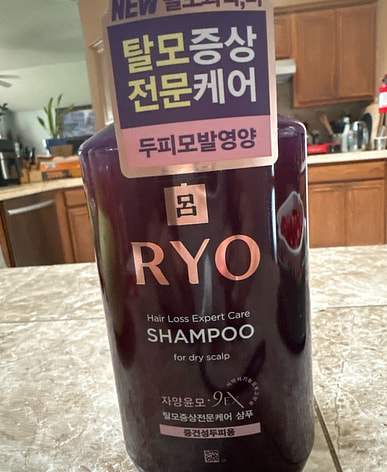 NEW
탈모증상
전문케어
두피모발영양
呂
RYO
Hair Loss Expert Care
SHAMPOO
for dry scalp
자양윤모 · 9EX
탈모증상전문케어 샴푸
중건성두피용